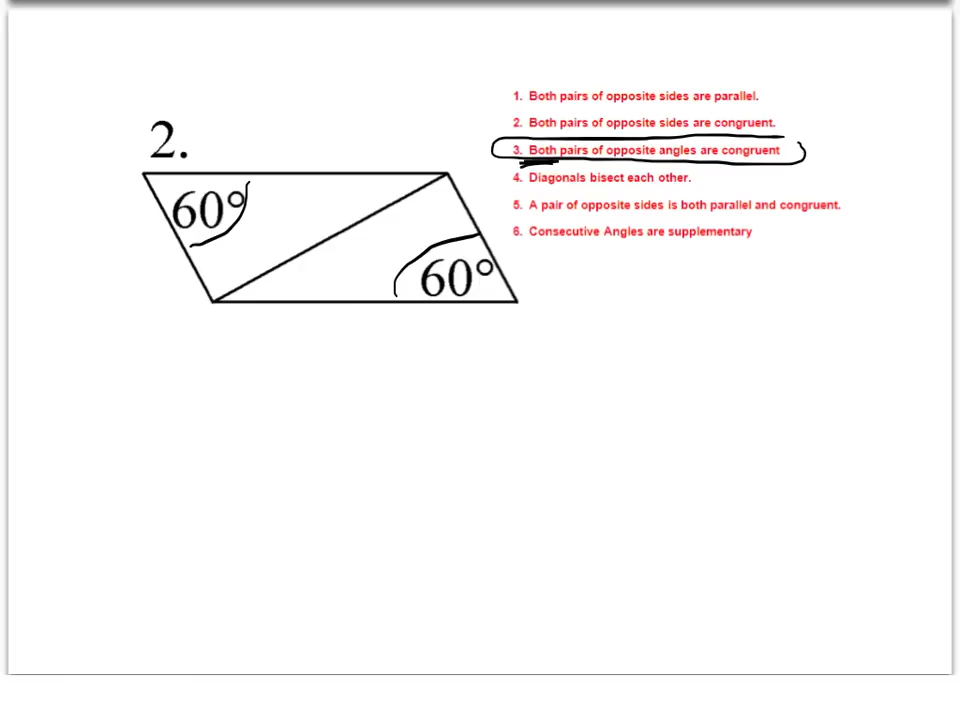 1. Both pairs of opposite sides are parallel.
2. Both pairs of opposite sides are congruent.
2.
3. Both pairs of opposite angles are congruent
4. Diagonals bisect each other.
60°
5. A pair of opposite sides is both parallel and congruent.
6. Consecutive Angles are supplementary
60°